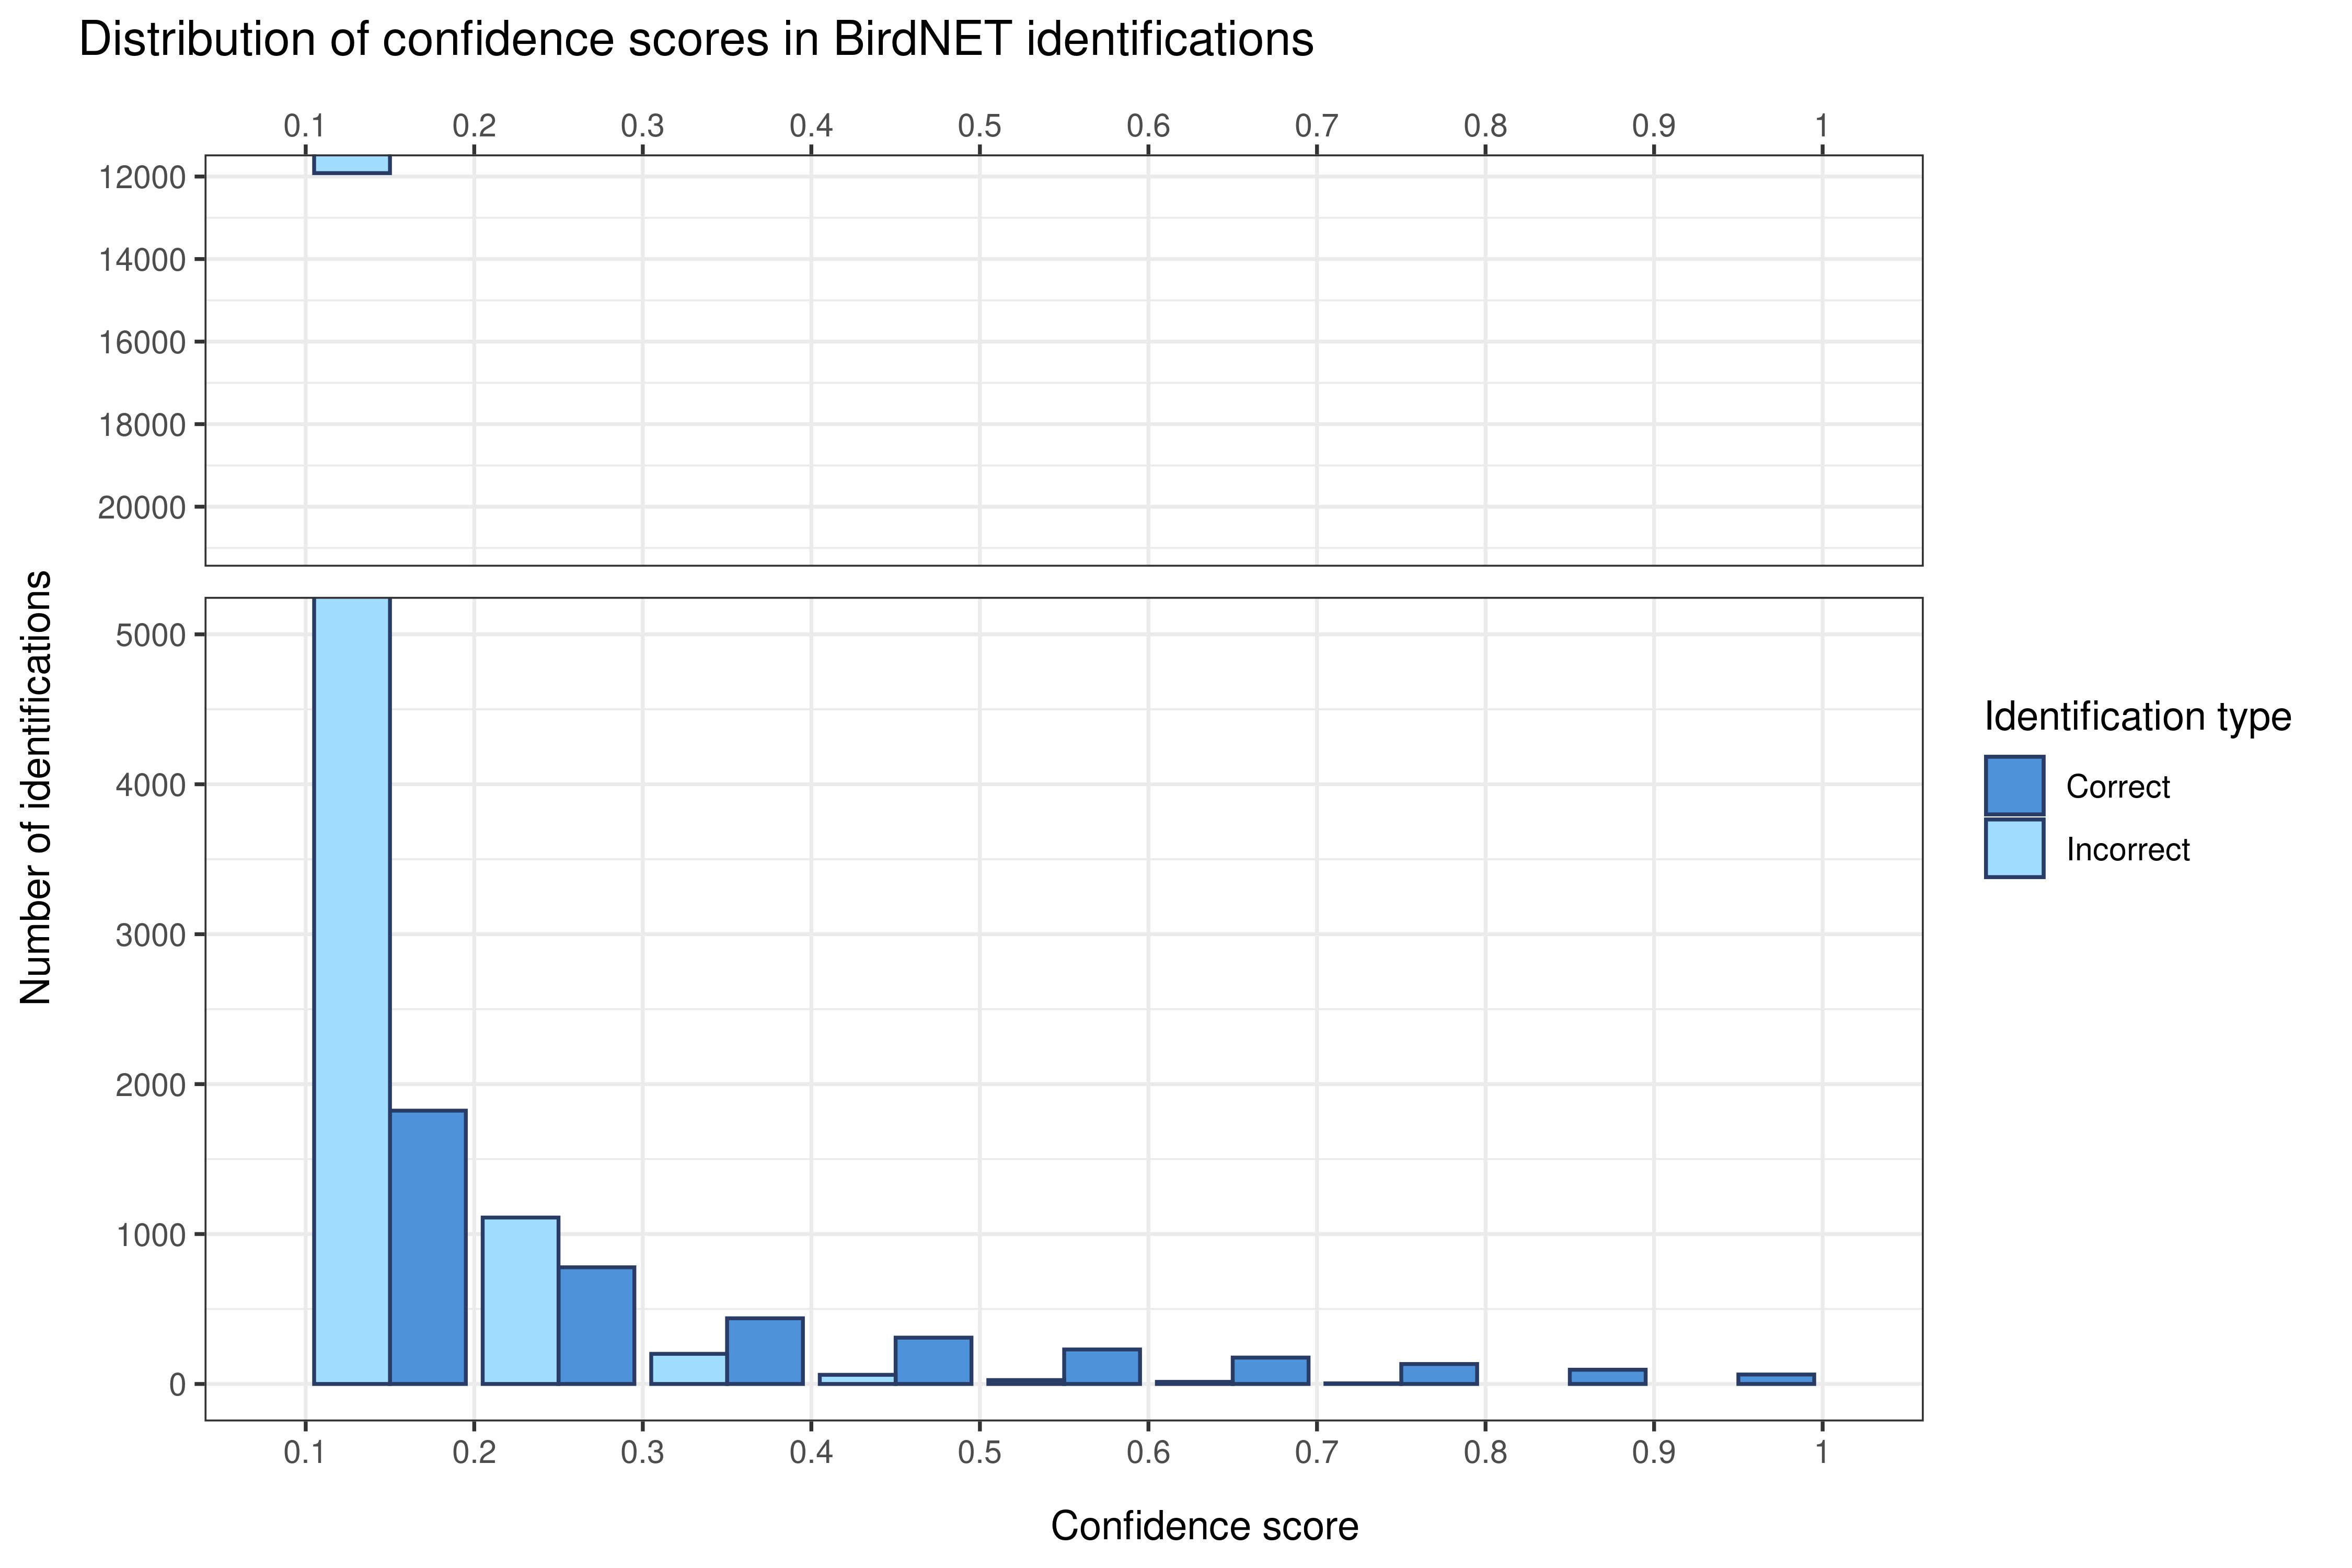 Distribution of confidence scores in BirdNET identifications
0.1 0.2 0.3 0.4 0.5 0.6 0.7 0.8 0.9 1
12000
14000
16000
18000
20000
Number of identifications
5000
4000
3000
2000
1000
0
0.1 0.2 0.3 0.4 0.5 0.6 0.7 0.8 0.9 1
Confidence score
Identification type
Correct
Incorrect